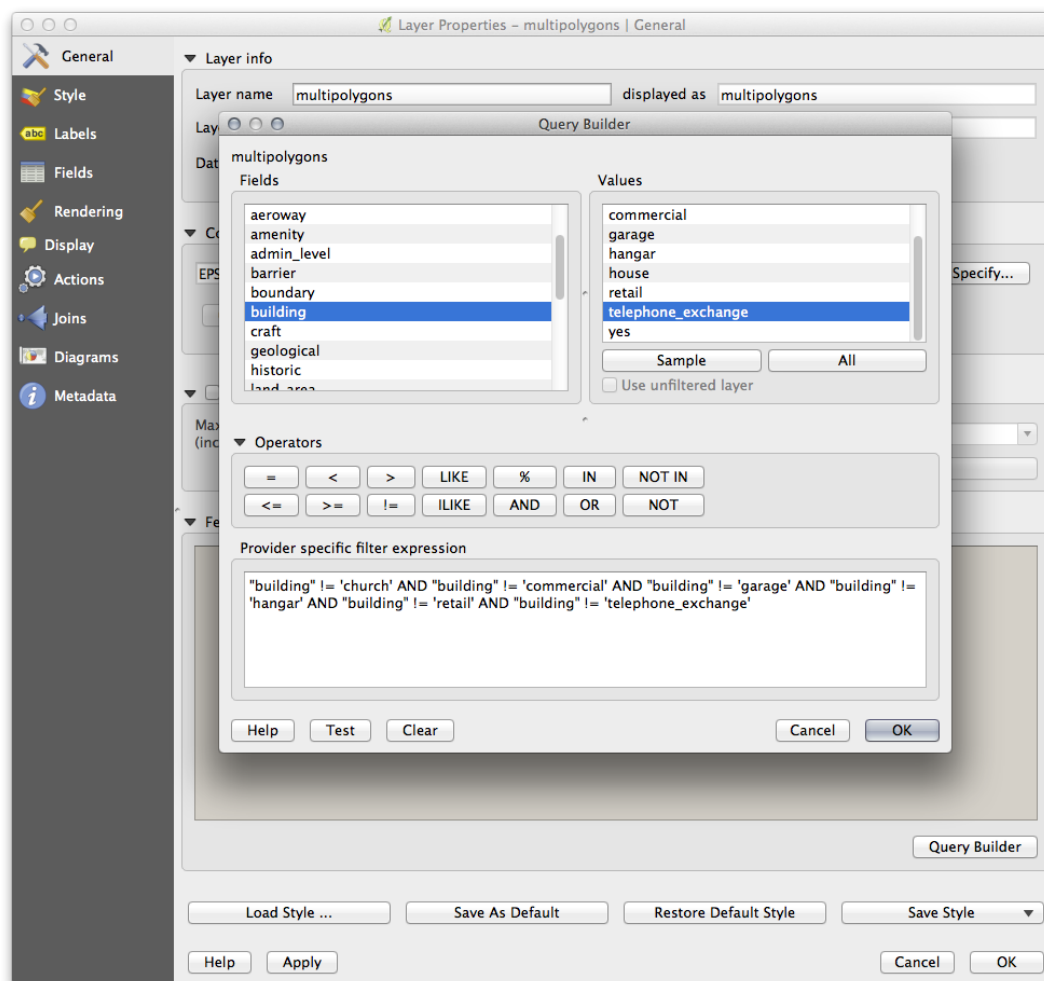 Layer Properties - multipolygons | General
General
Style
Labels
Fields
Rendering
Display
Actions
Joins
Diagrams
Metadata
abc
Layer info
Layer name
multipolygons
displayed as
multipolygons
Query Builder
multipolygons
Fields
aeroway
amenity
admin_level
barrier
boundary
building
craft
geological
historic
land_area
Values
commercial
garage
hangar
house
retail
telephone_exchange
yes
Sample
All
Use unfiltered layer
Specify...
Operators
= < > LIKE % IN NOT IN
<= >= != ILIKE AND OR NOT
Provider specific filter expression
"building" != 'church' AND "building" != 'commercial' AND "building" != 'garage' AND "building" !=
'hangar' AND "building" != 'retail' AND "building" != 'telephone_exchange'
Help
Test
Clear
Cancel
OK
Query Builder
Load Style ...
Save As Default
Restore Default Style
Save Style
Help
Apply
Cancel
OK